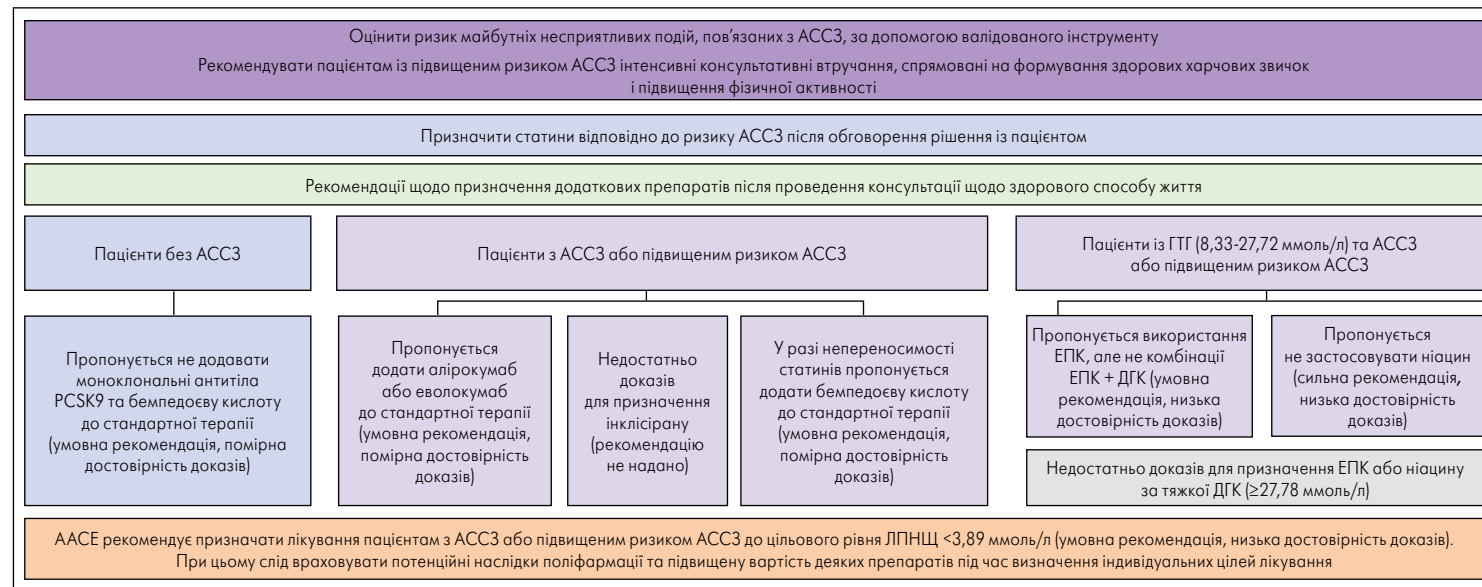 Оцінити ризик майбутніх несприятливих подій, пов’язаних з АССЗ, за допомогою валідованого інструменту
Рекомендувати пацієнтам із підвищеним ризиком АССЗ інтенсивні консультативні втручання, спрямовані на формування здорових харчових звичок
і підвищення фізичної активності
Призначити статини відповідно до ризику АССЗ після обговорення рішення із пацієнтом
Рекомендації щодо призначення додаткових препаратів після проведення консультації щодо здорового способу життя
Пацієнти без АССЗ
Пропонується не додавати
моноклональні антитіла
PCSK9 та бемпедоєву кислоту
до стандартної терапії
(умовна рекомендація, помірна
достовірність доказів)
Пацієнти з АССЗ або підвищеним ризиком АССЗ
Пропонується
додати алірокумаб
або еволокумаб
до стандартної терапії
(умовна рекомендація,
помірна достовірність
доказів)
Недостатньо
доказів
для призначення
інклісірану
(рекомендацію
не надано)
У разі непереносимості
статинів пропонується
додати бемпедоєву кислоту
до стандартної терапії
(умовна рекомендація,
помірна достовірність
доказів)
Пацієнти із ГТГ (8,33-27,72 ммоль/л) та АССЗ
або підвищеним ризиком АССЗ
Пропонується використання
ЕПК, але не комбінації
ЕПК + ДГК (умовна
рекомендація, низька
достовірність доказів)
Пропонується
не застосовувати ніацин
(сильна рекомендація,
низька достовірність
доказів)
Недостатньо доказів для призначення ЕПК або ніацину
за тяжкої ДГК (≥27,78 ммоль/л)
ААСЕ рекомендує призначати лікування пацієнтам з АССЗ або підвищеним ризиком АССЗ до цільового рівня ЛПНЩ <3,89 ммоль/л (умовна рекомендація, низька достовірність доказів).
При цьому слід враховувати потенційні наслідки поліфармації та підвищену вартість деяких препаратів під час визначення індивідуальних цілей лікування